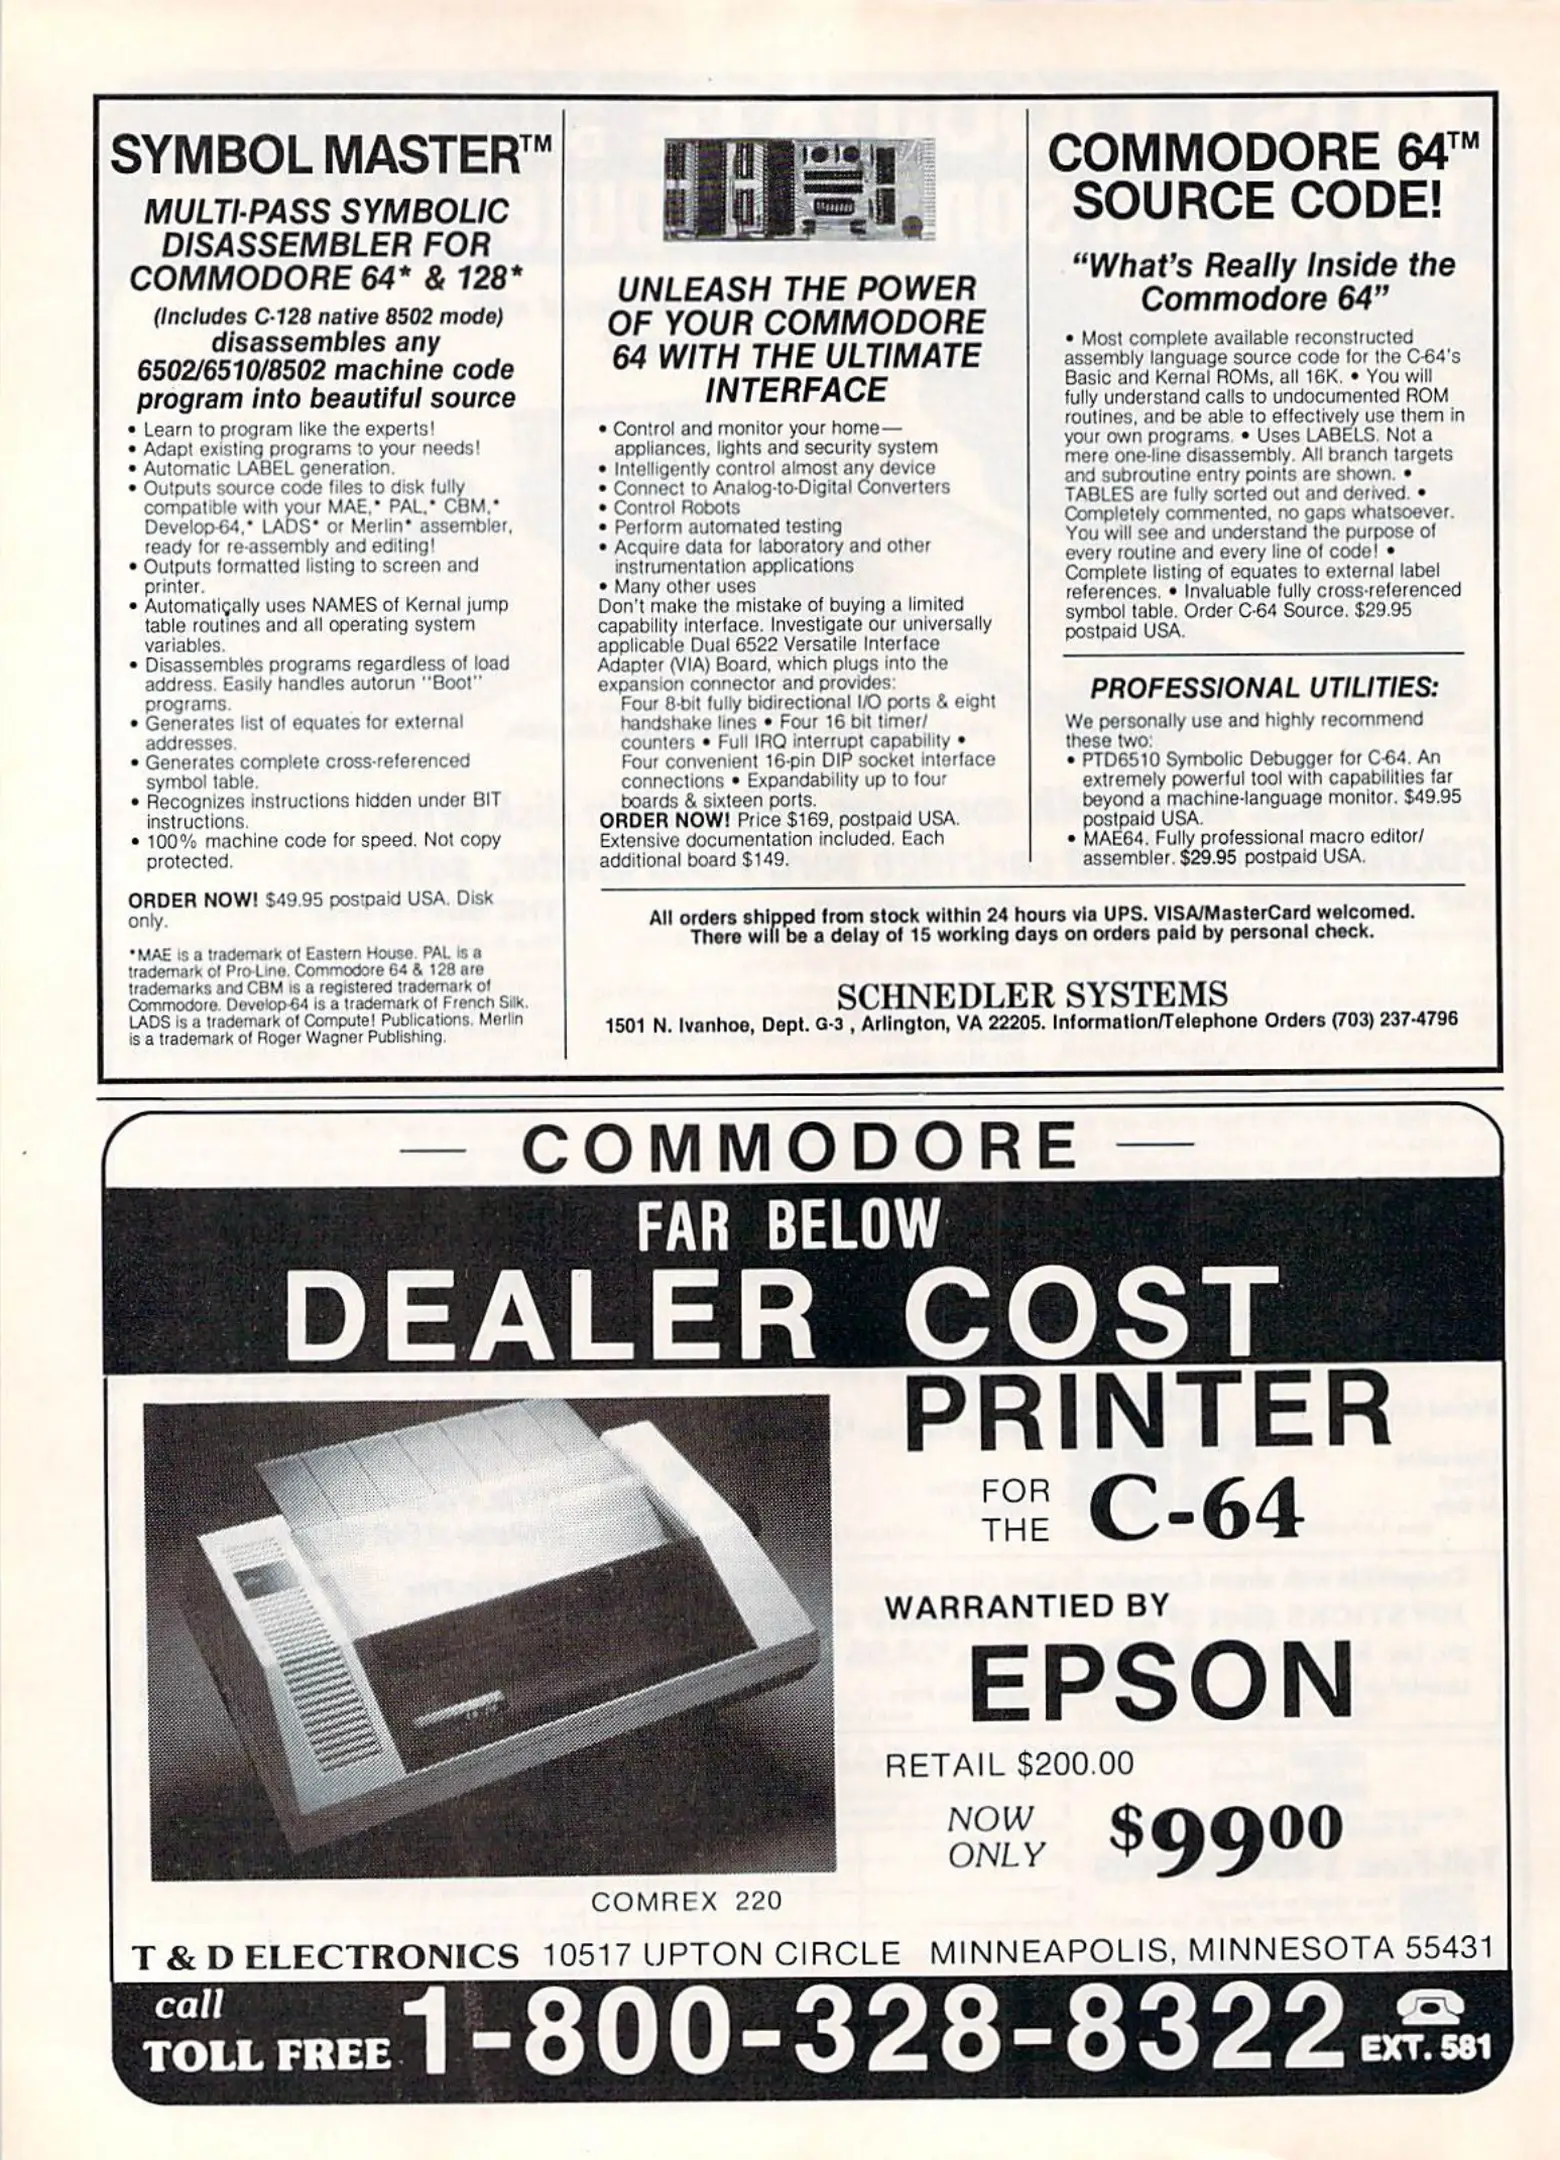 SYMBOL MASTER™
MULTI-PASS SYMBOLIC
DISASSEMBLER FOR
COMMODORE 64* & 128*
(Includes C-128 native 8502 mode)
disassembles any
6502/6510/8502 machine code
program into beautiful source
• Learn to program like the experts!
• Adapt existing programs to your needs!
• Automatic LABEL generation.
• Outputs source code files to disk fully
compatible with your MAE,* PAL,* CBM,*
Develop-64,* LADS* or Merlin* assembler,
ready for re-assembly and editing!
• Outputs formatted listing to screen and
printer.
• Automatically uses NAMES of Kernal jump
table routines and all operating system
variables.
• Disassembles programs regardless of load
address. Easily handles autorun "Boot"
programs.
• Generates list of equates for external
addresses.
• Generates complete cross-referenced
symbol table.
• Recognizes instructions hidden under BIT
instructions.
• 100% machine code for speed. Not copy
protected.
ORDER NOW! $49.95 postpaid USA. Disk
only.
*MAE is a trademark of Eastern House. PAL is a
trademark of Pro-Line. Commodore 64 & 128 are
trademarks and CBM is a registered trademark of
Commodore. Develop-64 is a trademark of French Silk.
LADS is a trademark of Compute! Publications. Merlin
is a trademark of Roger Wagner Publishing.
UNLEASH THE POWER
OF YOUR COMMODORE
64 WITH THE ULTIMATE
INTERFACE
• Control and monitor your home—
appliances, lights and security system
• Intelligently control almost any device
• Connect to Analog-to-Digital Converters
• Control Robots
• Perform automated testing
• Acquire data for laboratory and other
instrumentation applications
• Many other uses
Don't make the mistake of buying a limited
capability interface. Investigate our universally
applicable Dual 6522 Versatile Interface
Adapter (VIA) Board, which plugs into the
expansion connector and provides:
Four 8-bit fully bidirectional I/O ports & eight
handshake lines • Four 16 bit timer/
counters • Full IRQ interrupt capability •
Four convenient 16-pin DIP socket interface
connections • Expandability up to four
boards & sixteen ports.
ORDER NOW! Price $169, postpaid USA.
Extensive documentation included. Each
additional board $149.
COMMODORE 64™
SOURCE CODE!
"What's Really Inside the
Commodore 64"
• Most complete available reconstructed
assembly language source code for the C-64's
Basic and Kernal ROMs, all 16K. • You will
fully understand calls to undocumented ROM
routines, and be able to effectively use them in
your own programs. • Uses LABELS. Not a
mere one-line disassembly. All branch targets
and subroutine entry points are shown. •
TABLES are fully sorted out and derived. •
Completely commented, no gaps whatsoever.
You will see and understand the purpose of
every routine and every line of code! •
Complete listing of equates to external label
references. • Invaluable fully cross-referenced
symbol table. Order C-64 Source. $29.95
postpaid USA.
PROFESSIONAL UTILITIES:
We personally use and highly recommend
these two:
• PTD6510 Symbolic Debugger for C-64. An
extremely powerful tool with capabilities far
beyond a machine-language monitor. $49.95
postpaid USA.
• MAE64. Fully professional macro editor/
assembler. $29.95 postpaid USA.
All orders shipped from stock within 24 hours via UPS. VISA/MasterCard welcomed.
There will be a delay of 15 working days on orders paid by personal check.
SCHNEDLER SYSTEMS
1501 N. Ivanhoe, Dept. G-3 , Arlington, VA 22205. Information/Telephone Orders (703) 237-4796
— COMMODORE —
FAR BELOW
DEALER COST
PRINTER
FOR
THE C-64
WARRANTIED BY
EPSON
RETAIL $200.00
NOW
ONLY $99⁰⁰
COMREX 220
T & D ELECTRONICS 10517 UPTON CIRCLE MINNEAPOLIS, MINNESOTA 55431
call
TOLL FREE 1-800-328-8322 EXT. 581